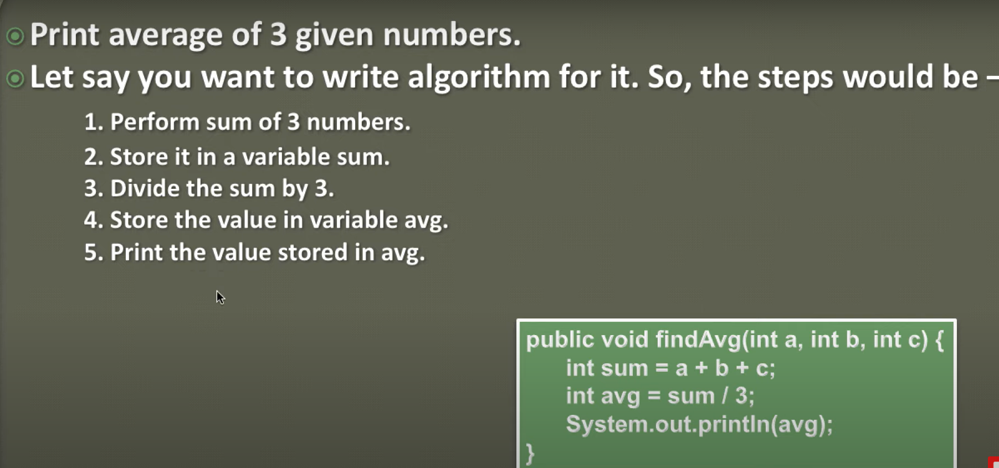 Print average of 3 given numbers.
Let say you want to write algorithm for it. So, the steps would be –
1. Perform sum of 3 numbers.
2. Store it in a variable sum.
3. Divide the sum by 3.
4. Store the value in variable avg.
5. Print the value stored in avg.
public void findAvg(int a, int b, int c) {
int sum = a + b + c;
int avg = sum / 3;
System.out.println(avg);
}